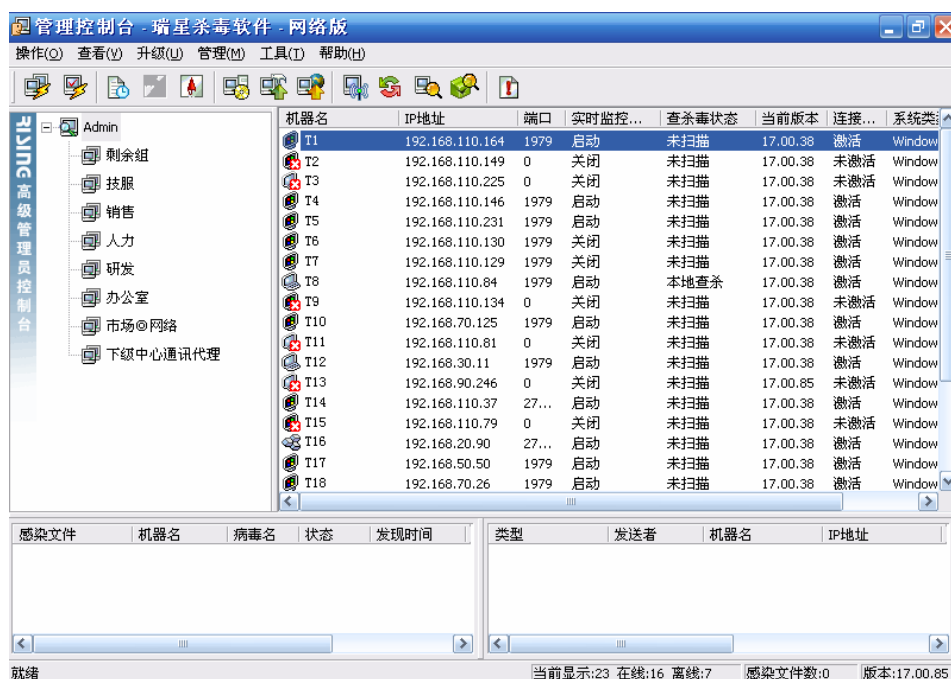 管理控制台 - 瑞星杀毒软件 - 网络版
操作(O) 查看(V) 升级(U) 管理(M) 工具(T) 帮助(H)
RISING 高级管理员控制台
Admin
剩余组
技服
销售
人力
研发
办公室
市场@网络
下级中心通讯代理
机器名 IP地址 端口 实时监控... 查杀毒状态 当前版本 连接... 系统类
T1 192.168.110.164 1979 启动 未扫描 17.00.38 激活 Window
T2 192.168.110.149 0 关闭 未扫描 17.00.38 未激活 Window
T3 192.168.110.225 0 关闭 未扫描 17.00.38 未激活 Window
T4 192.168.110.146 1979 启动 未扫描 17.00.38 激活 Window
T5 192.168.110.231 1979 启动 未扫描 17.00.38 激活 Window
T6 192.168.110.130 1979 关闭 未扫描 17.00.38 激活 Window
T7 192.168.110.129 1979 关闭 未扫描 17.00.38 激活 Window
T8 192.168.110.84 1979 启动 本地查杀 17.00.38 激活 Window
T9 192.168.110.134 0 关闭 未扫描 17.00.38 未激活 Window
T10 192.168.70.125 1979 启动 未扫描 17.00.38 激活 Window
T11 192.168.110.81 0 关闭 未扫描 17.00.38 未激活 Window
T12 192.168.30.11 1979 启动 未扫描 17.00.38 激活 Window
T13 192.168.90.246 0 关闭 未扫描 17.00.85 未激活 Window
T14 192.168.110.37 27... 启动 未扫描 17.00.38 激活 Window
T15 192.168.110.79 0 关闭 未扫描 17.00.38 未激活 Window
T16 192.168.20.90 27... 启动 未扫描 17.00.38 激活 Window
T17 192.168.50.50 1979 启动 未扫描 17.00.38 激活 Window
T18 192.168.70.26 1979 启动 未扫描 17.00.38 激活 Window
感染文件 机器名 病毒名 状态 发现时间
类型 发送者 机器名 IP地址
就绪 当前显示:23 在线:16 离线:7 感染文件数:0 版本:17.00.85